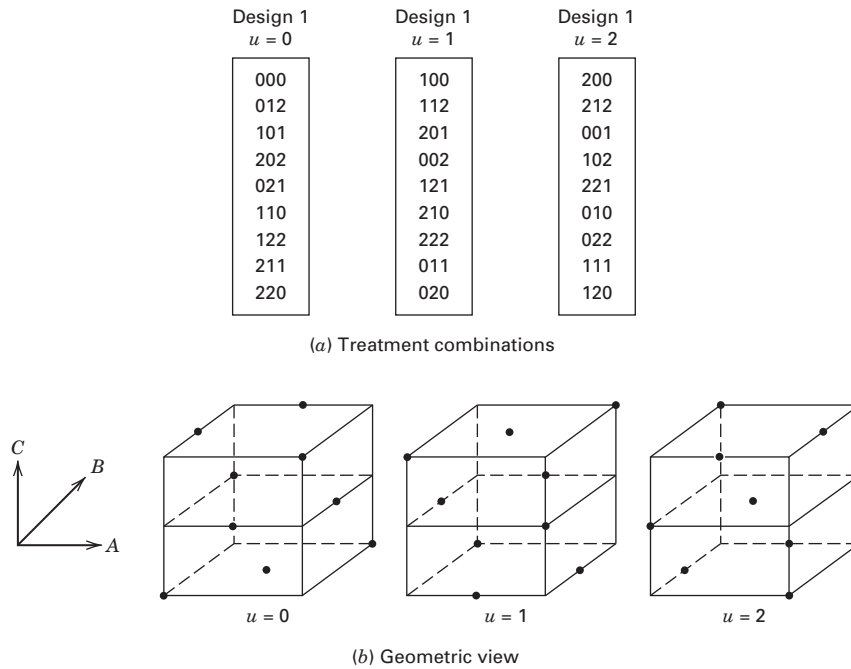 Design 1 Design 1 Design 1
u = 0 u = 1 u = 2
000 100 200
012 112 212
101 201 001
202 002 102
021 121 221
110 210 010
122 222 022
211 011 111
220 020 120
(a) Treatment combinations
C
B
A
u = 0 u = 1 u = 2
(b) Geometric view